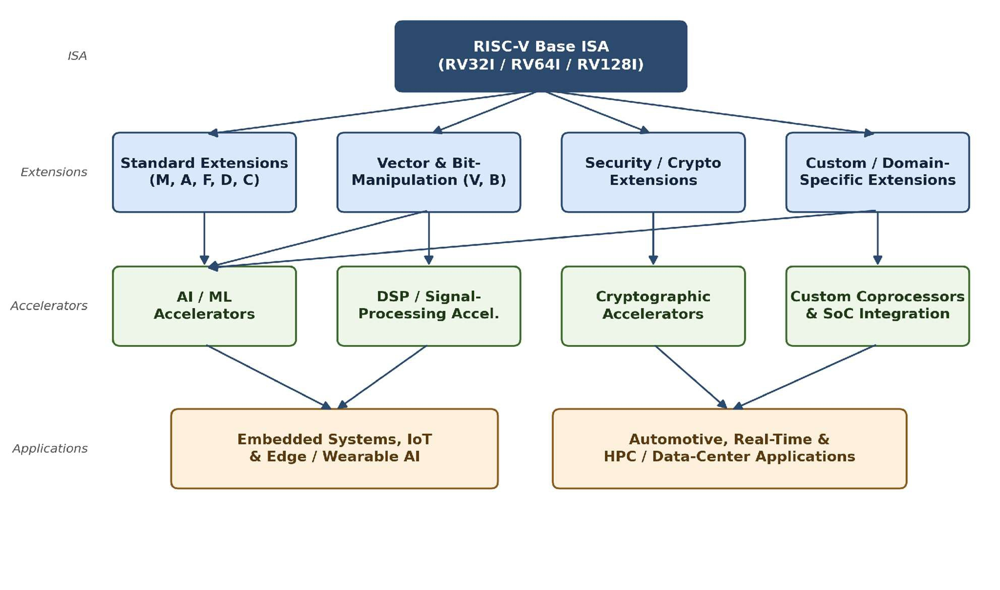 ISA
RISC-V Base ISA
(RV32I / RV64I / RV128I)
Extensions
Standard Extensions
(M, A, F, D, C)
Vector & Bit-
Manipulation (V, B)
Security / Crypto
Extensions
Custom / Domain-
Specific Extensions
Accelerators
AI / ML
Accelerators
DSP / Signal-
Processing Accel.
Cryptographic
Accelerators
Custom Coprocessors
& SoC Integration
Applications
Embedded Systems, IoT
& Edge / Wearable AI
Automotive, Real-Time &
HPC / Data-Center Applications